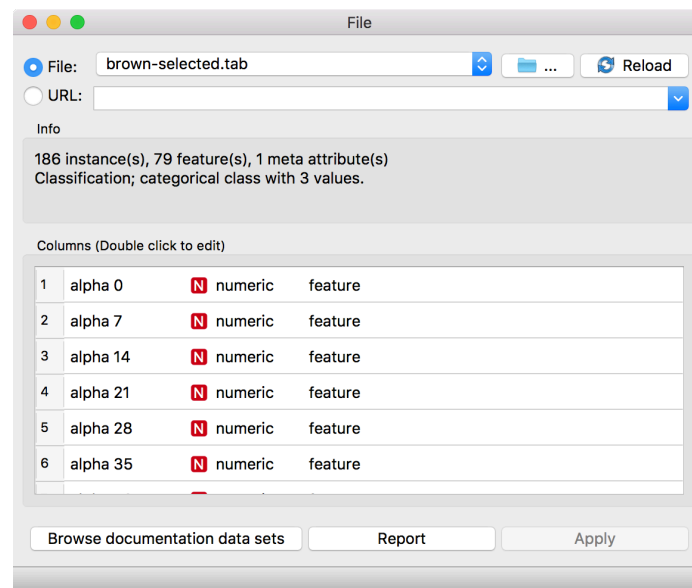 File
File: brown-selected.tab ... Reload
URL:
Info
186 instance(s), 79 feature(s), 1 meta attribute(s)
Classification; categorical class with 3 values.
Columns (Double click to edit)
1 alpha 0 N numeric feature
2 alpha 7 N numeric feature
3 alpha 14 N numeric feature
4 alpha 21 N numeric feature
5 alpha 28 N numeric feature
6 alpha 35 N numeric feature
Browse documentation data sets Report Apply